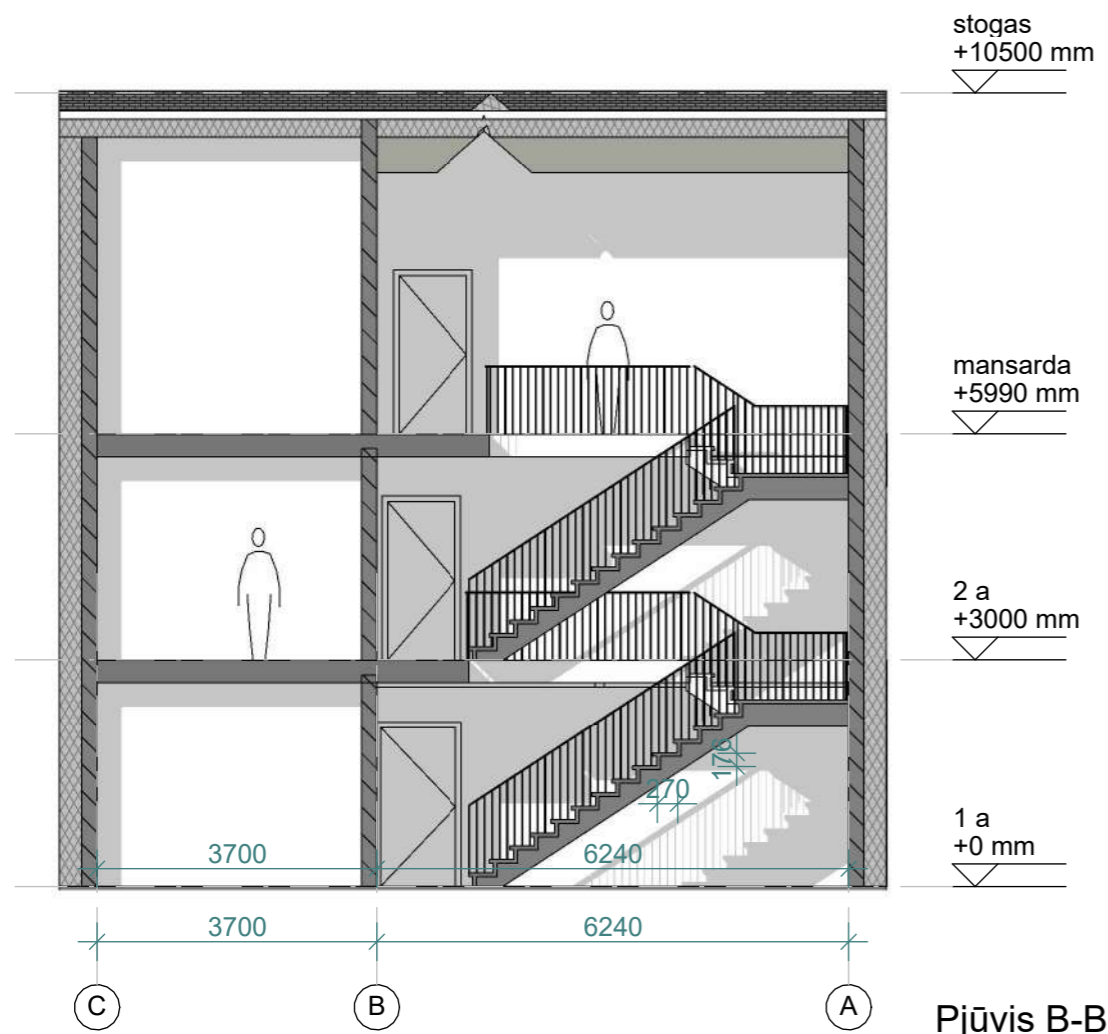 stogas
+10500 mm
mansarda
+5990 mm
2 a
+3000 mm
176
270
1 a
+0 mm
3700
6240
3700
6240
C
B
A
Pjūvis B-B